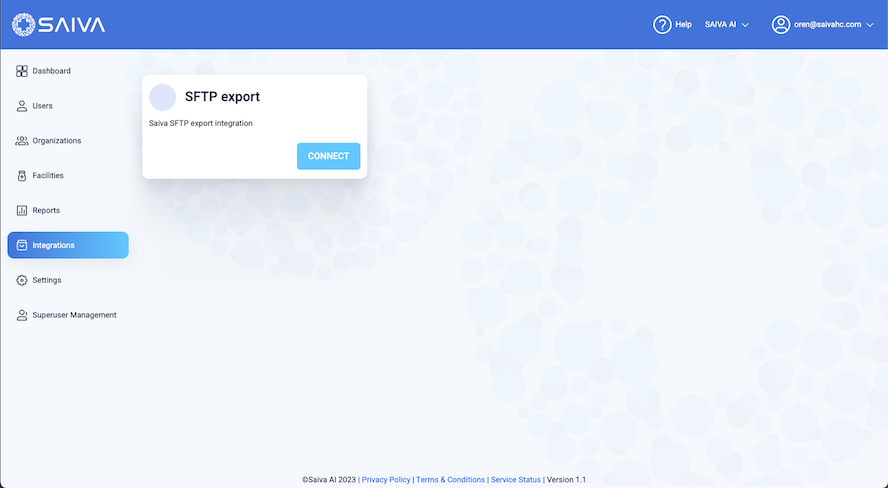 SAIVA
Help
SAIVA AI
oren@saivahc.com
Dashboard
Users
Organizations
Facilities
Reports
Integrations
Settings
Superuser Management
SFTP export
Saiva SFTP export integration
CONNECT
©Saiva AI 2023 | Privacy Policy | Terms & Conditions | Service Status | Version 1.1